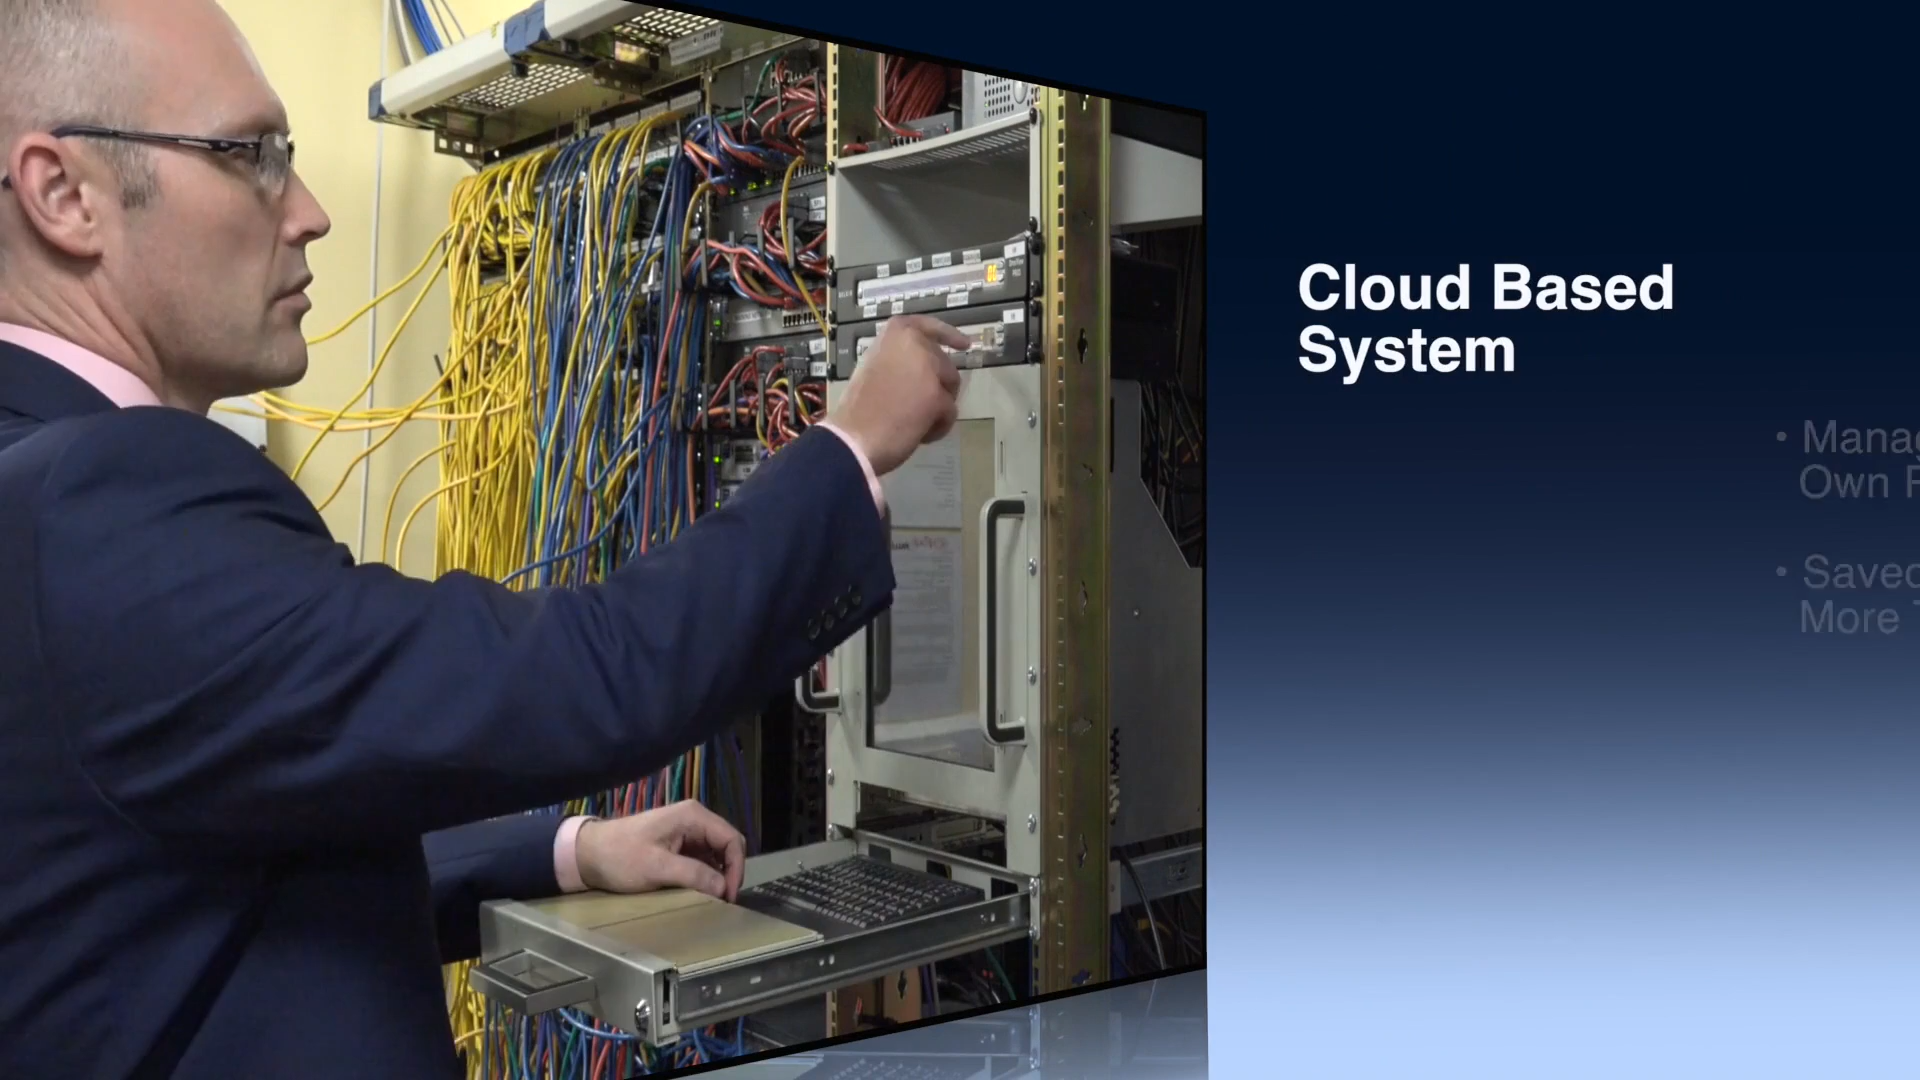 Cloud Based
System
• Manag
Own
• Saved
More